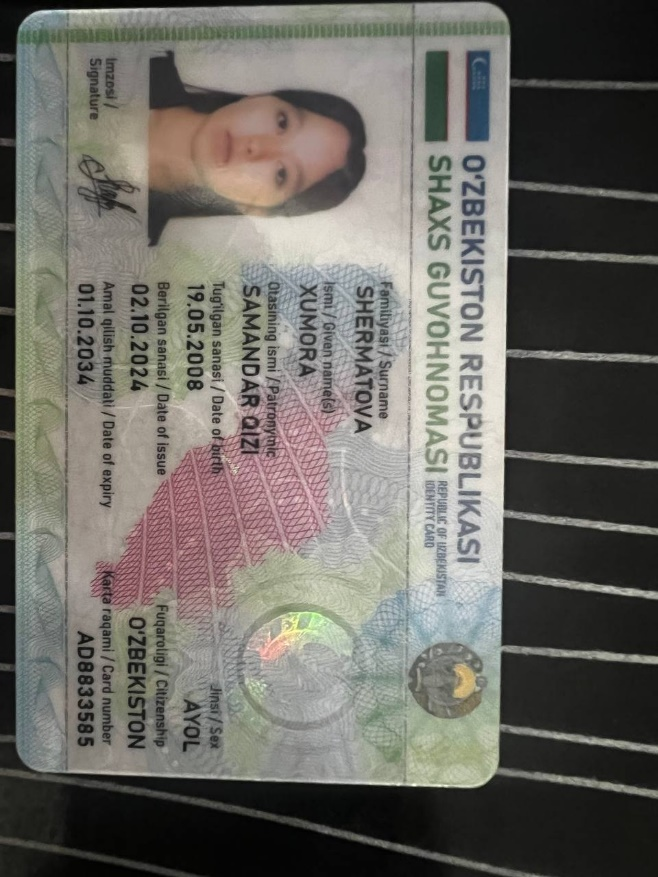 O‘ZBEKISTON RESPUBLIKASI
SHAXS GUVOHNOMASI
REPUBLIC OF UZBEKISTAN
IDENTITY CARD
Familiyasi / Surname
SHERMATOVA
Ismi / Given name(s)
XUMORA
Otasining ismi / Patronymic
SAMANDAR QIZI
Tug‘ilgan sanasi / Date of birth
19.05.2008
Jinsi / Sex
AYOL
Berilgan sanasi / Date of issue
02.10.2024
Fuqaroligi / Citizenship
O‘ZBEKISTON
Amal qilish muddati / Date of expiry
01.10.2034
Karta raqami / Card number
AD8833585
Imzosi /
Signature